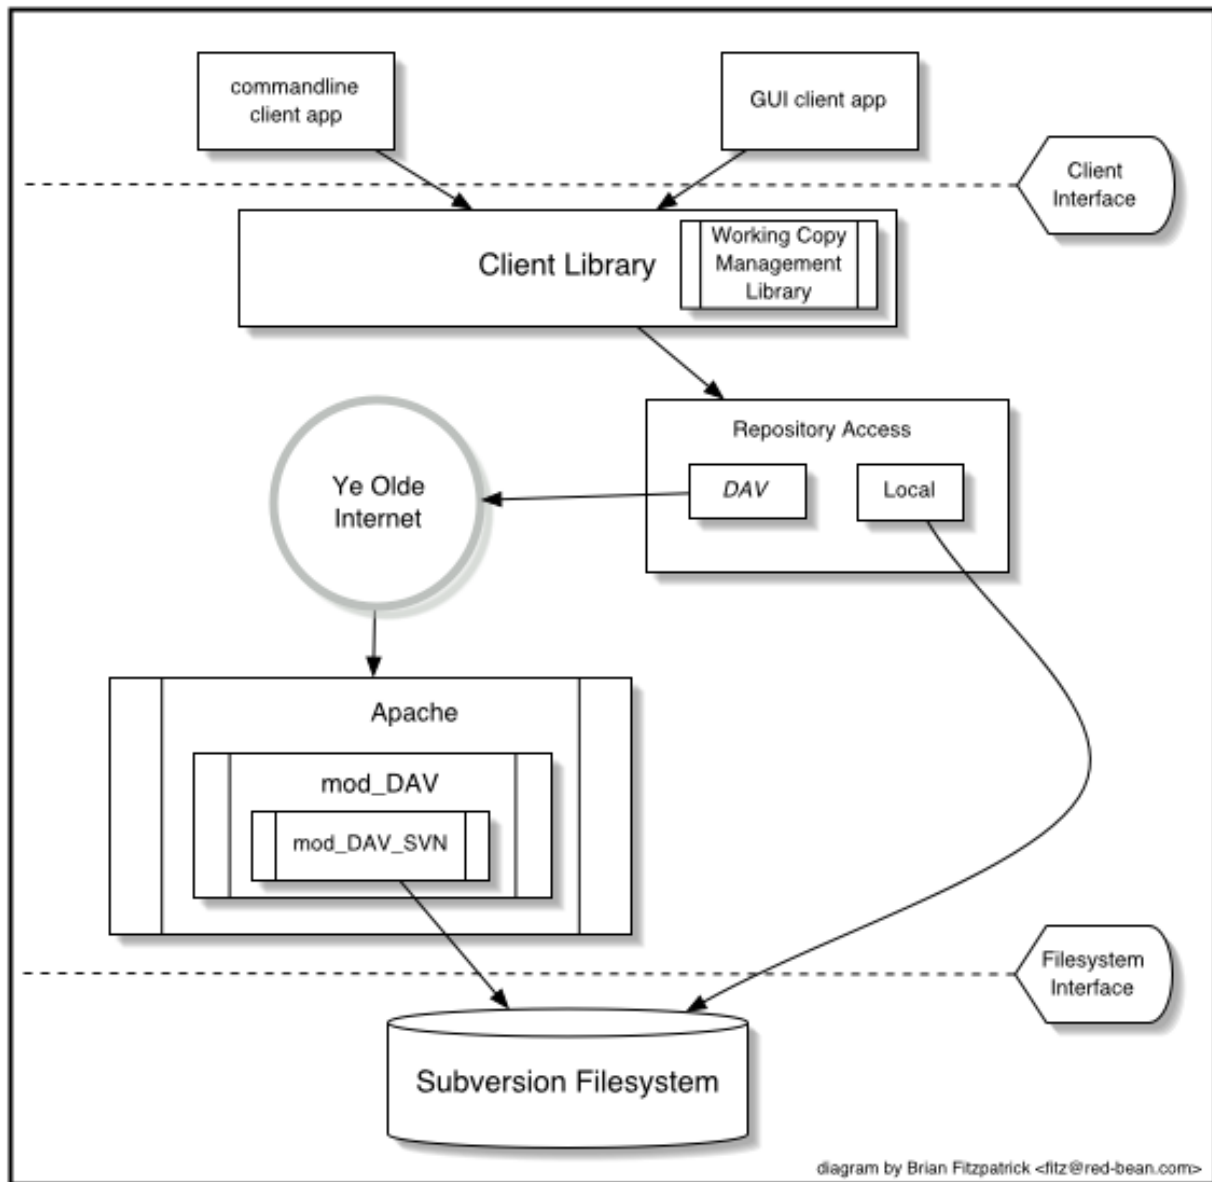 commandline
client app
GUI client app
Client
Interface
Client Library
Working Copy
Management
Library
Repository Access
DAV
Local
Ye Olde
Internet
Apache
mod_DAV
mod_DAV_SVN
Filesystem
Interface
Subversion Filesystem
diagram by Brian Fitzpatrick <fitz@red-bean.com>